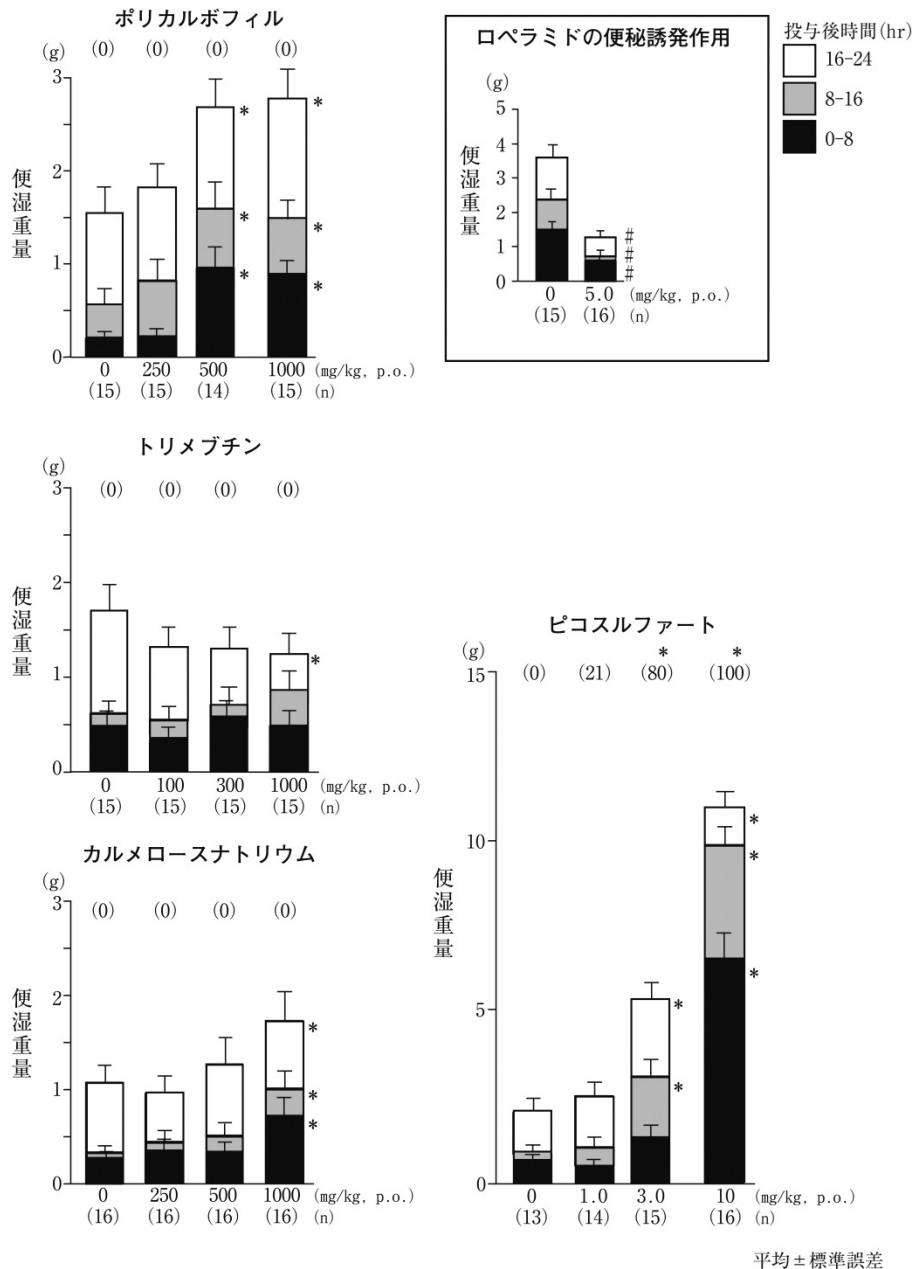 ポリカルボフィル
(g) (0) (0) (0) (0)
3
2
1
0
便湿重量
*
*
*
*
*
*
0 250 500 1000 (mg/kg, p.o.)
(15) (15) (14) (15) (n)
ロペラミドの便秘誘発作用
(g)
5
4
3
2
1
0
便湿重量
#
#
#
0 5.0 (mg/kg, p.o.)
(15) (16) (n)
投与後時間(hr)
16-24
8-16
0-8
トリメブチン
(g)
3
2
1
0
(0) (0) (0) (0)
便湿重量
*
0 100 300 1000 (mg/kg, p.o.)
(15) (15) (15) (15) (n)
カルメロースナトリウム
(g)
3
2
1
0
(0) (0) (0) (0)
便湿重量
*
*
*
0 250 500 1000 (mg/kg, p.o.)
(16) (16) (16) (16) (n)
ピコスルファート
* *
(g)
15
10
5
0
(0) (21) (80) (100)
便湿重量
*
*
*
*
*
0 1.0 3.0 10 (mg/kg, p.o.)
(13) (14) (15) (16) (n)
平均±標準誤差